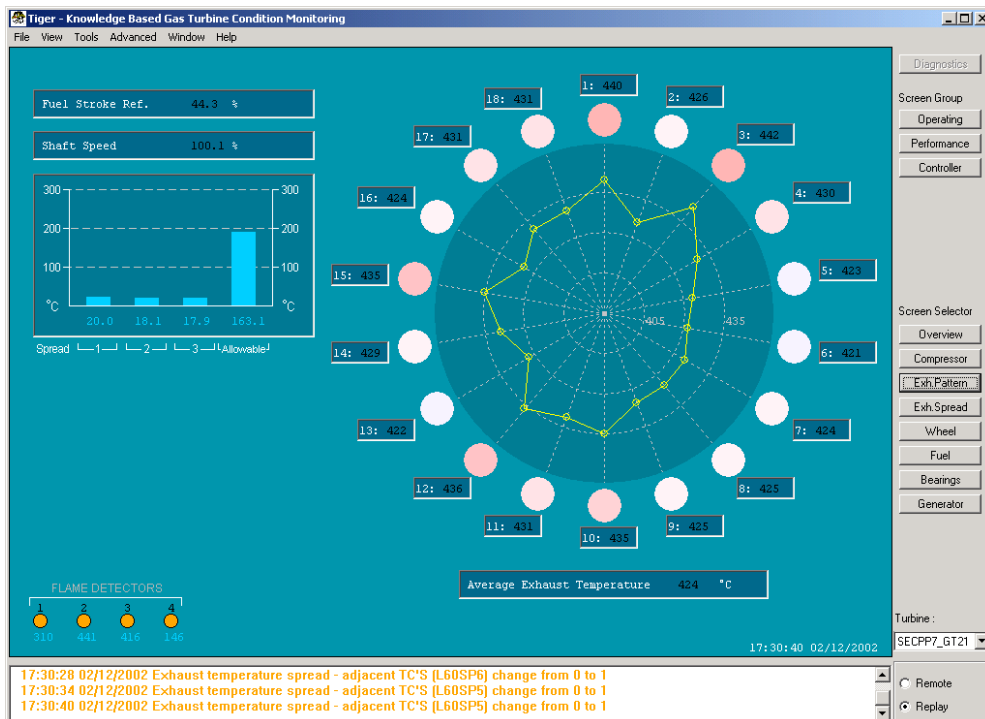 Tiger - Knowledge Based Gas Turbine Condition Monitoring
File View Tools Advanced Window Help
Fuel Stroke Ref. 44.3 %
Shaft Speed 100.1 %
300 300
200 200
100 100
°C °C
20.0 18.1 17.9 163.1
Spread 1 2 3 Allowable
1: 440
2: 426
3: 442
4: 430
5: 423
6: 421
7: 424
8: 425
9: 425
10: 435
11: 431
12: 436
13: 422
14: 429
15: 435
16: 424
17: 431
18: 431
405 435
Average Exhaust Temperature 424 °C
FLAME DETECTORS
1 2 3 4
310 441 416 146
17:30:40 02/12/2002
Diagnostics
Screen Group
Operating
Performance
Controller
Screen Selector
Overview
Compressor
Exh.Pattern
Exh.Spread
Wheel
Fuel
Bearings
Generator
Turbine :
SECPP7_GT21
Remote
Replay
17:30:28 02/12/2002 Exhaust temperature spread - adjacent TC'S (L60SP6) change from 0 to 1
17:30:34 02/12/2002 Exhaust temperature spread - adjacent TC'S (L60SP5) change from 0 to 1
17:30:40 02/12/2002 Exhaust temperature spread - adjacent TC'S (L60SP5) change from 0 to 1